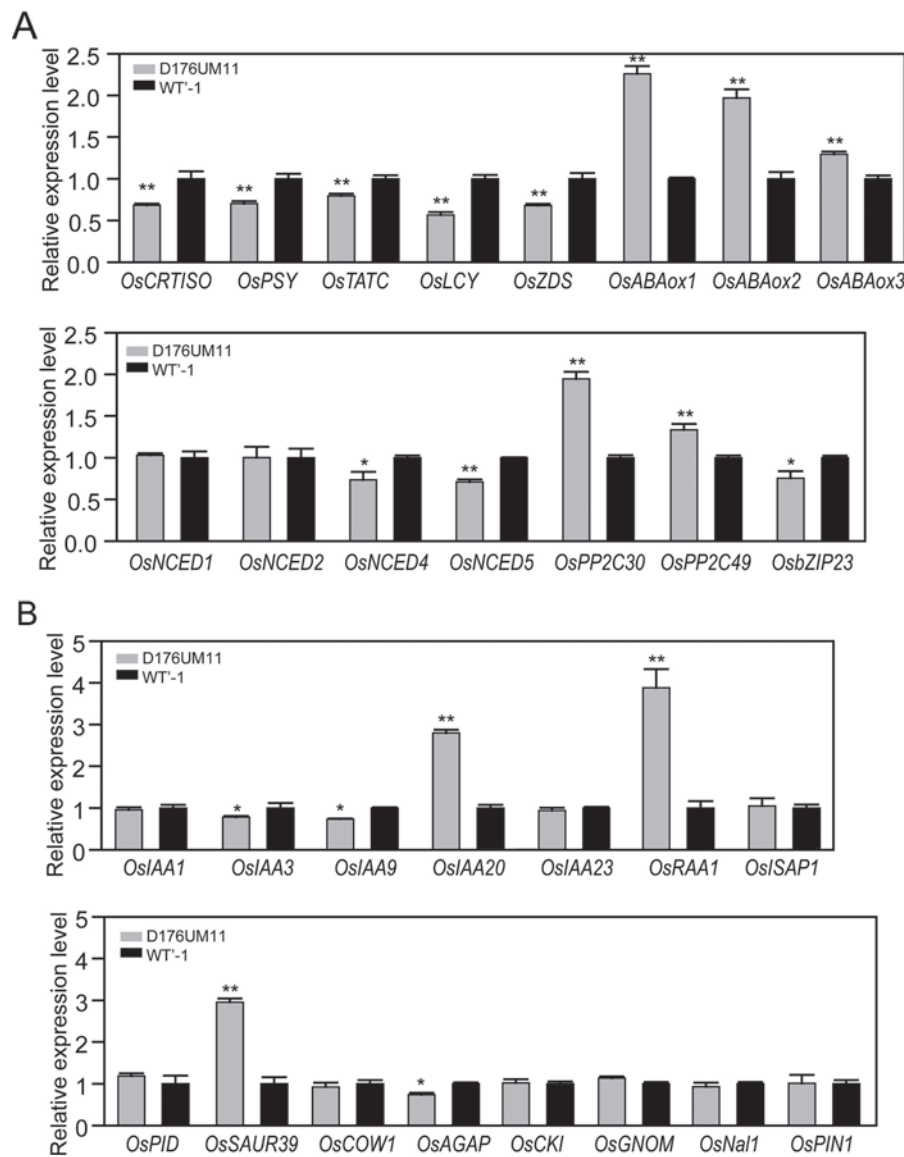 A
Relative expression level
2.5
2.0
1.5
1.0
0.5
0.0
D176UM11
WT'-1
** ** ** ** ** ** ** **
OsCRTISO OsPSY OsTATC OsLCY OsZDS OsABAox1 OsABAox2 OsABAox3
Relative expression level
2.5
2.0
1.5
1.0
0.5
0.0
D176UM11
WT'-1
* ** ** ** *
OsNCED1 OsNCED2 OsNCED4 OsNCED5 OsPP2C30 OsPP2C49 OsbZIP23
B
Relative expression level
5
4
3
2
1
0
D176UM11
WT'-1
* * ** **
OsIAA1 OsIAA3 OsIAA9 OsIAA20 OsIAA23 OsRAA1 OsISAP1
Relative expression level
5
4
3
2
1
0
D176UM11
WT'-1
** *
OsPID OsSAUR39 OsCOW1 OsAGAP OsCKI OsGNOM OsNal1 OsPIN1